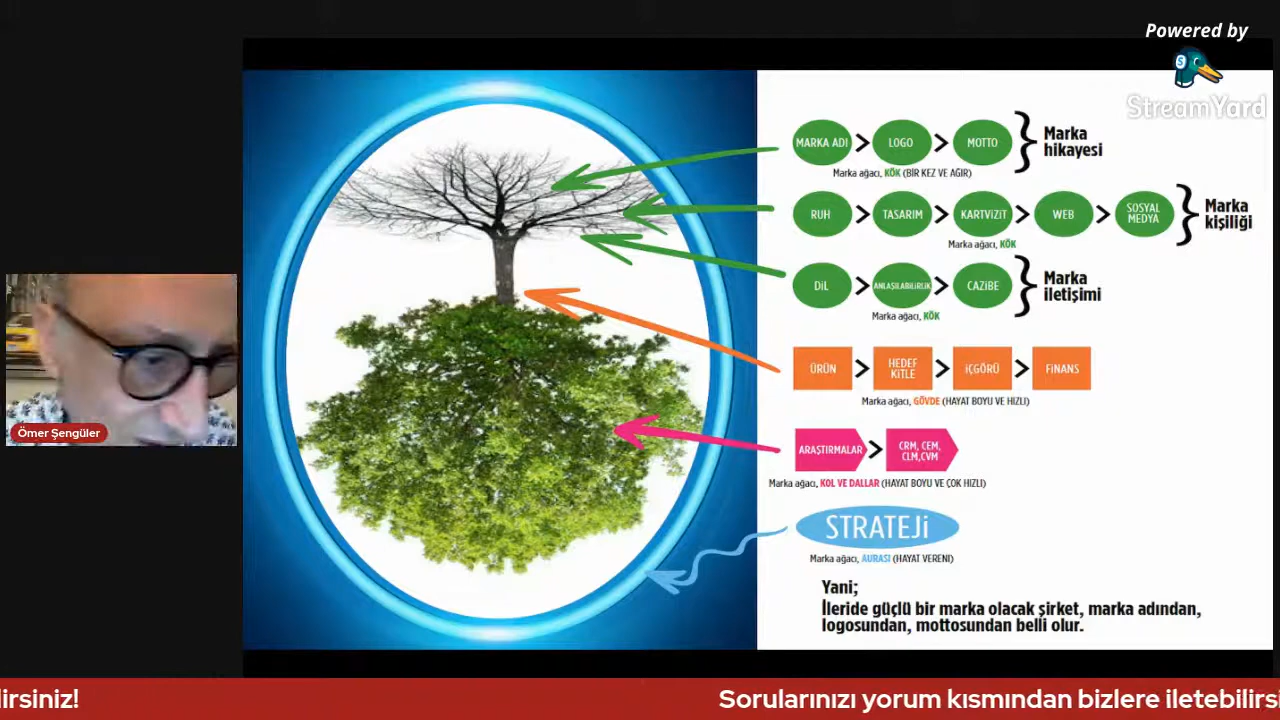 Powered by
StreamYard
MARKA ADI > LOGO > MOTTO
Marka
hikayesi
Marka ağacı, KÖK (BİR KEZ VE AĞIR)
RUH > TASARIM > KARTVİZİT > WEB > SOSYAL
MEDYA
Marka
kişiliği
Marka ağacı, KÖK
DİL > ANLAŞILABİLİRLİK > CAZİBE
Marka
iletişimi
Marka ağacı, KÖK
ÜRÜN > HEDEF
KİTLE > İÇGÖRÜ > FİNANS
Marka ağacı, GÖVDE (HAYAT BOYU VE HIZLI)
ARAŞTIRMALAR > CRM, CEM,
CLM,CVM
Marka ağacı, KOL VE DALLAR (HAYAT BOYU VE ÇOK HIZLI)
STRATEJi
Marka ağacı, AURASI (HAYAT VERENI)
Yani;
İleride güçlü bir marka olacak şirket, marka adından,
logosundan, mottosundan belli olur.
Ömer Şengüler
lirsiniz!
Sorularınızı yorum kısmından bizlere iletebilirsi